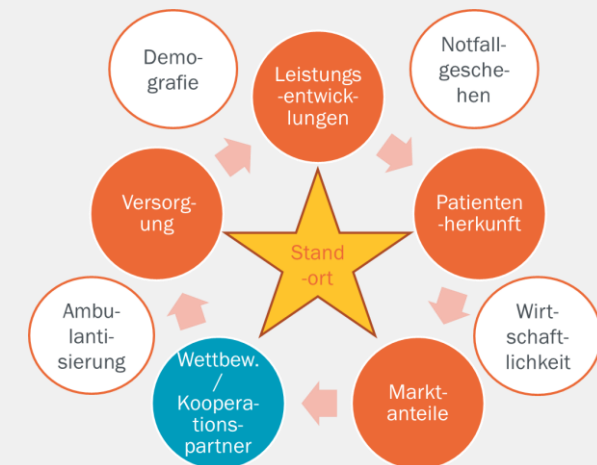 Demo-
grafie
Leistungs
-entwick-
lungen
Notfall-
gesche-
hen
Versorg-
ung
Patienten
-herkunft
Stand
-ort
Ambu-
lanti-
sierung
Wirt-
schaft-
lichkeit
Wettbew.
/
Koopera-
tions-
partner
Markt-
anteile